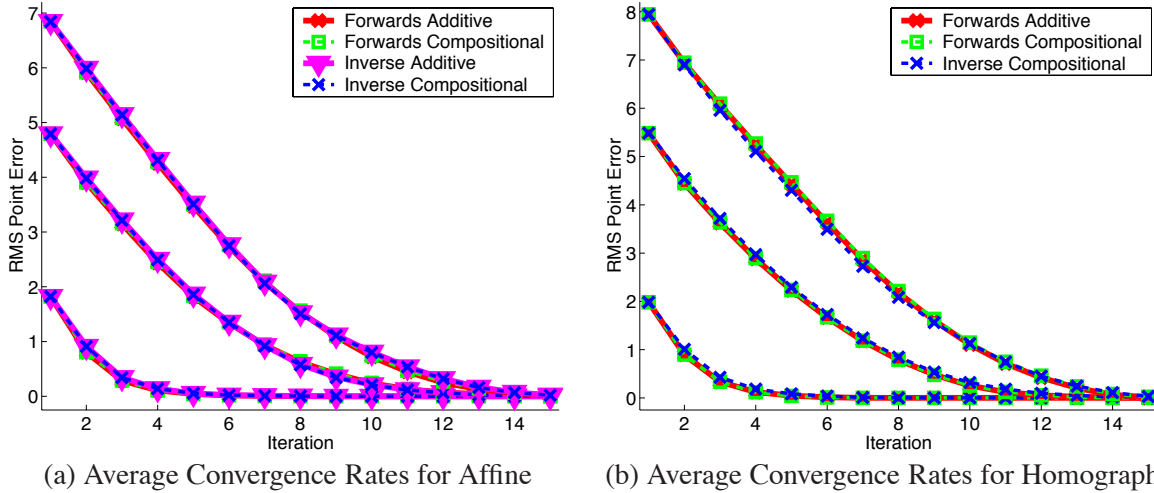 7
6
5
4
3
2
1
0
RMS Point Error
Forwards Additive
Forwards Compositional
Inverse Additive
Inverse Compositional
2 4 6 8 10 12 14
Iteration
(a) Average Convergence Rates for Affine
8
7
6
5
4
3
2
1
0
RMS Point Error
Forwards Additive
Forwards Compositional
Inverse Compositional
2 4 6 8 10 12 14
Iteration
(b) Average Convergence Rates for Homograph